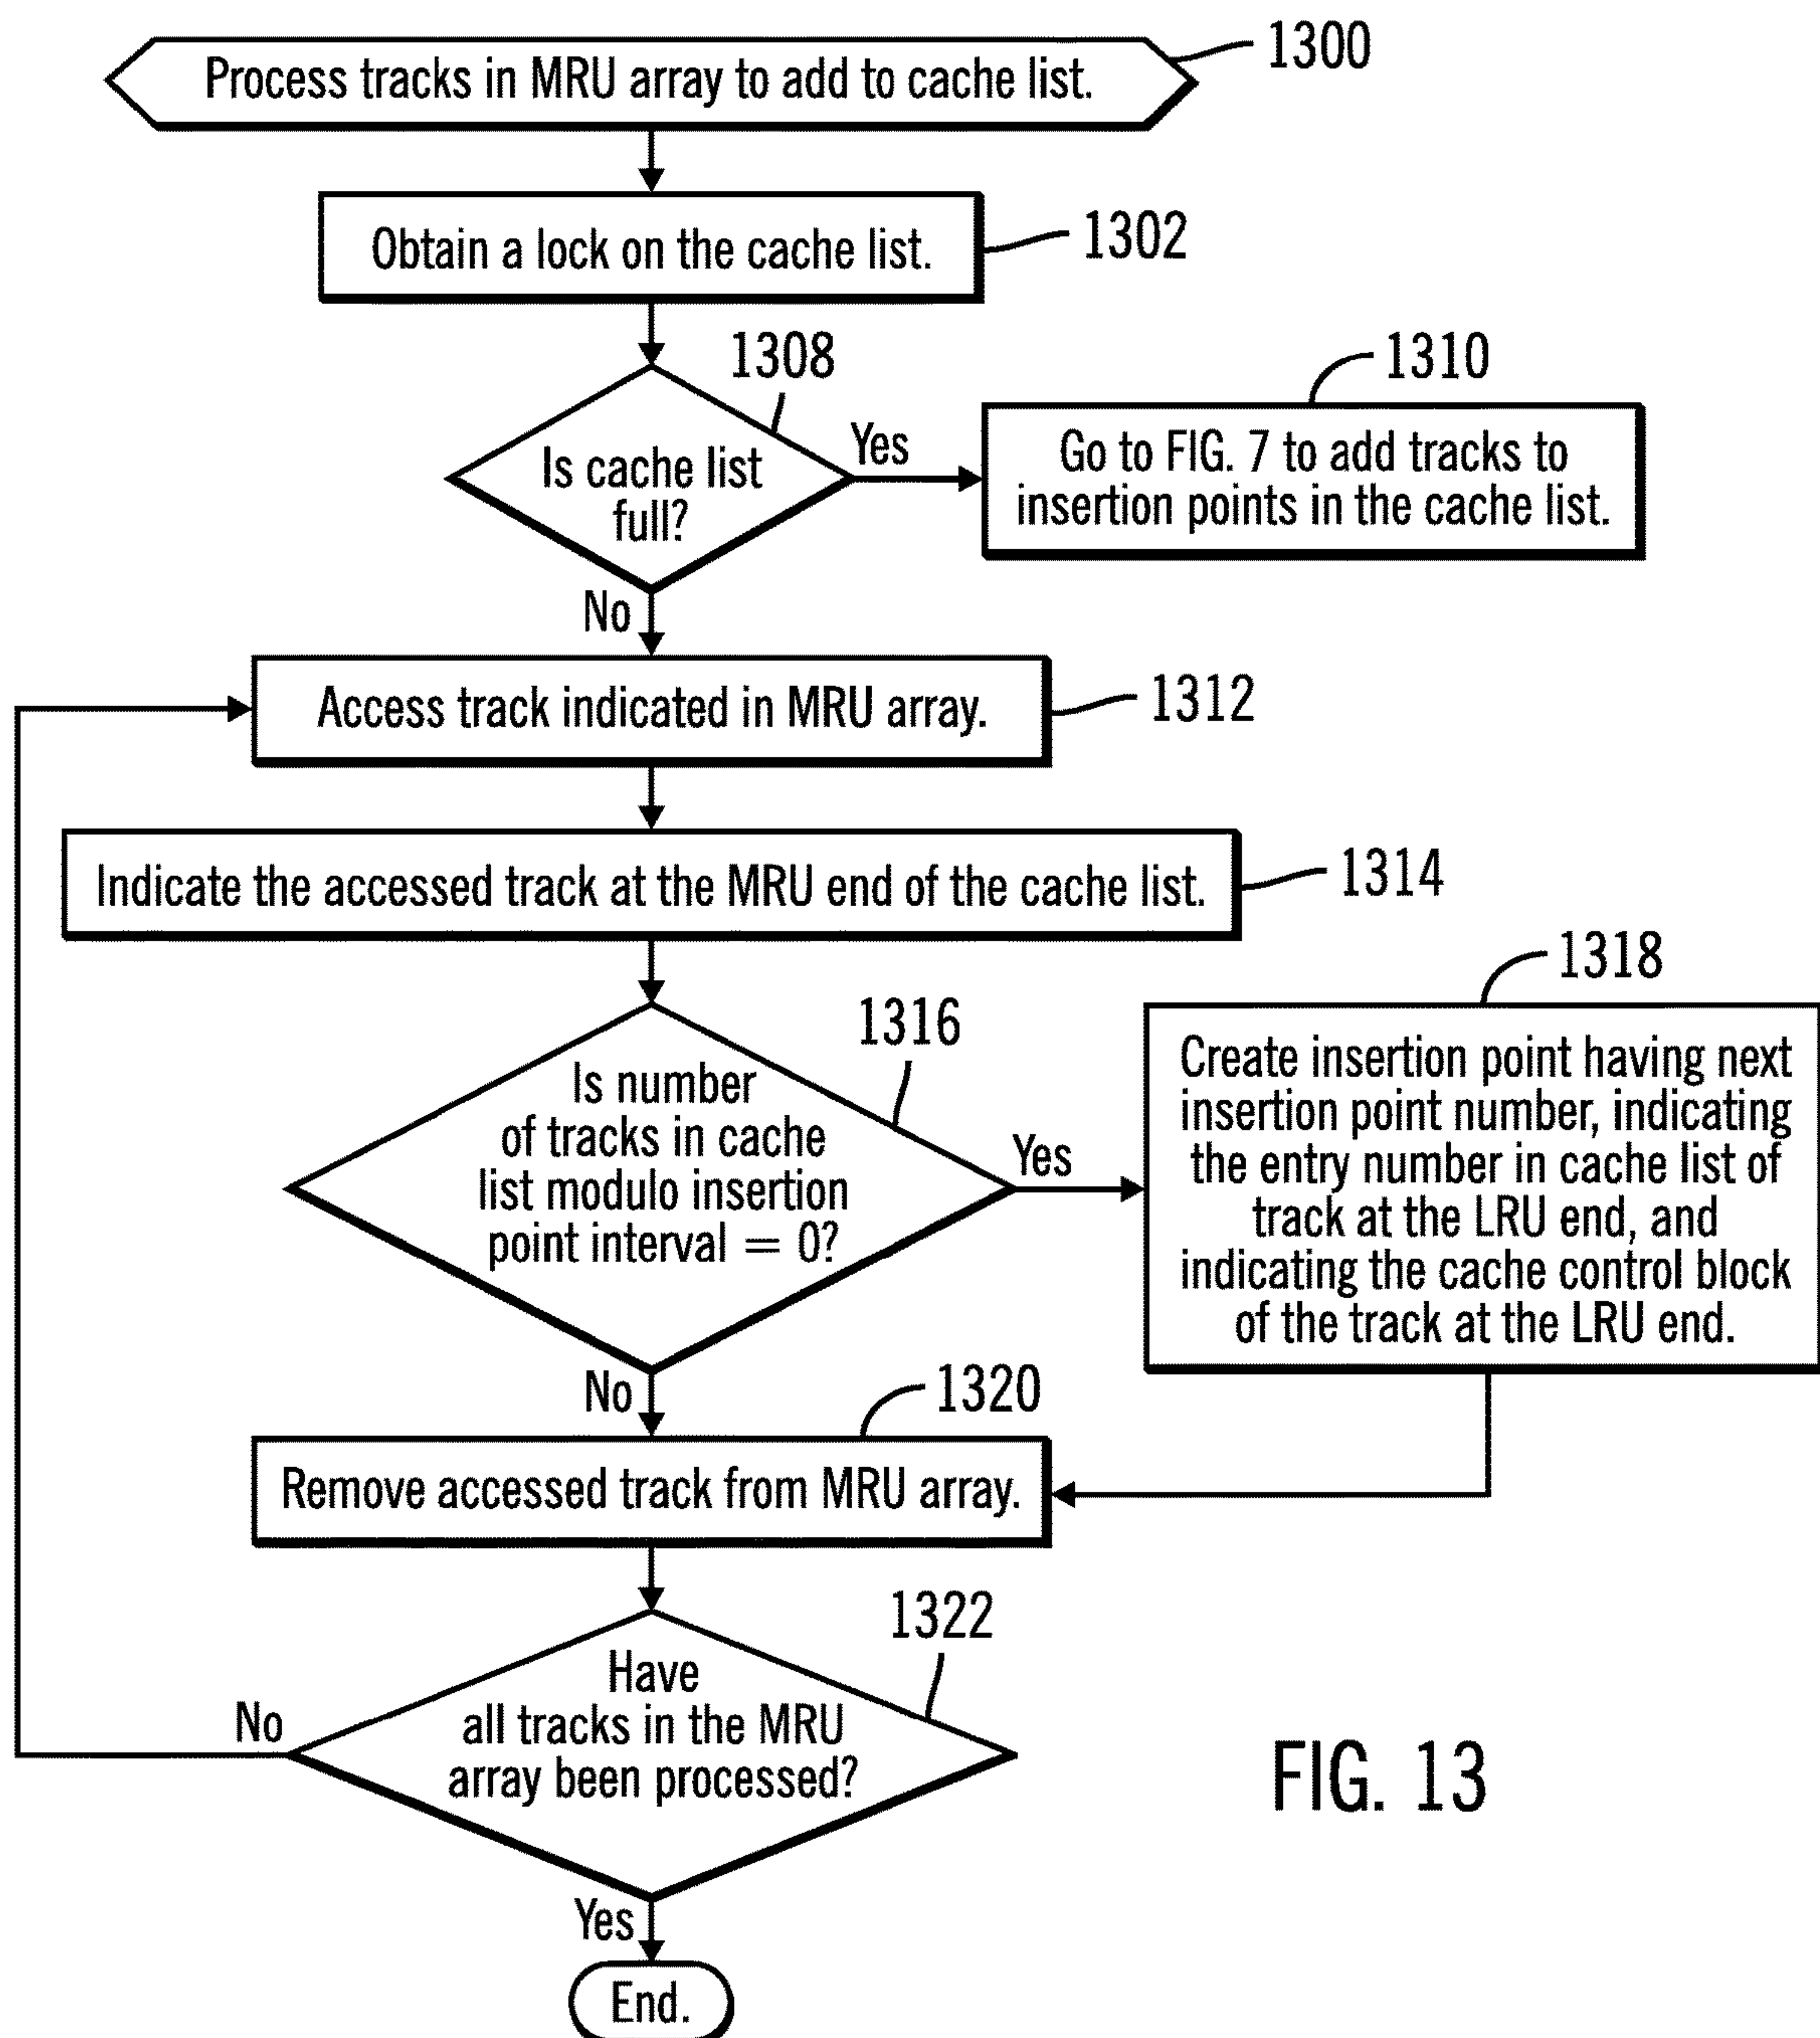 1300
Process tracks in MRU array to add to cache list.
Obtain a lock on the cache list.
1302
1308
Is cache list
full?
Yes
No
1310
Go to FIG. 7 to add tracks to
insertion points in the cache list.
Access track indicated in MRU array.
1312
Indicate the accessed track at the MRU end of the cache list.
1314
1316
Is number
of tracks in cache
list modulo insertion
point interval = 0?
Yes
No
1318
Create insertion point having next
insertion point number, indicating
the entry number in cache list of
track at the LRU end, and
indicating the cache control block
of the track at the LRU end.
1320
Remove accessed track from MRU array.
1322
Have
all tracks in the MRU
array been processed?
No
Yes
End.
FIG. 13